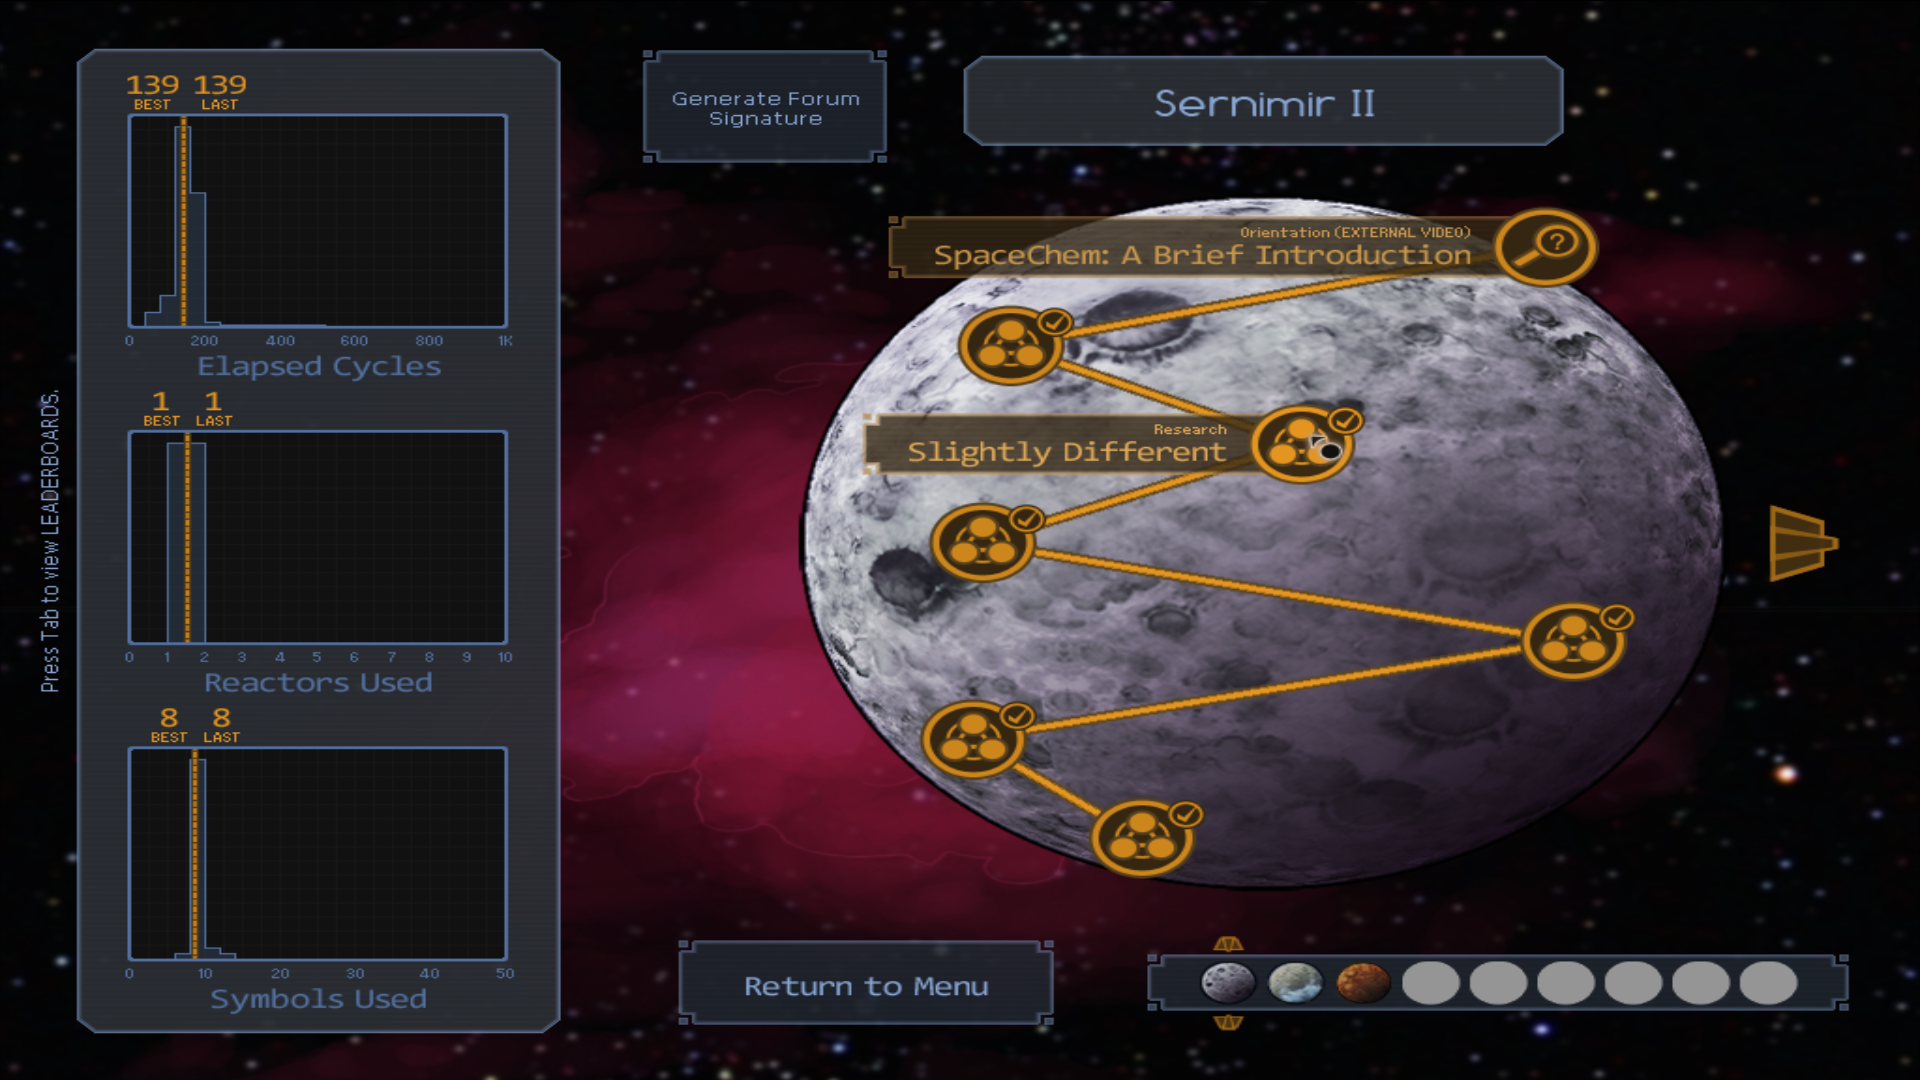 139 139
BEST LAST
0 200 400 600 800 1K
Elapsed Cycles
1 1
BEST LAST
0 1 2 3 4 5 6 7 8 9 10
Reactors Used
8 8
BEST LAST
0 10 20 30 40 50
Symbols Used
Press Tab to view LEADERBOARDS.
Generate Forum
Signature
Sernimir II
Orientation (EXTERNAL VIDEO)
SpaceChem: A Brief Introduction
?
Research
Slightly Different
Return to Menu